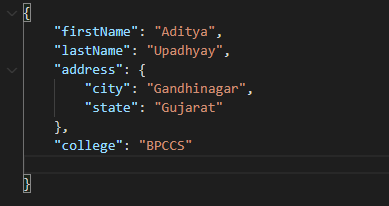 {
    "firstName": "Aditya",
    "lastName": "Upadhyay",
    "address": {
        "city": "Gandhinagar",
        "state": "Gujarat"
    },
    "college": "BPCCS"
}